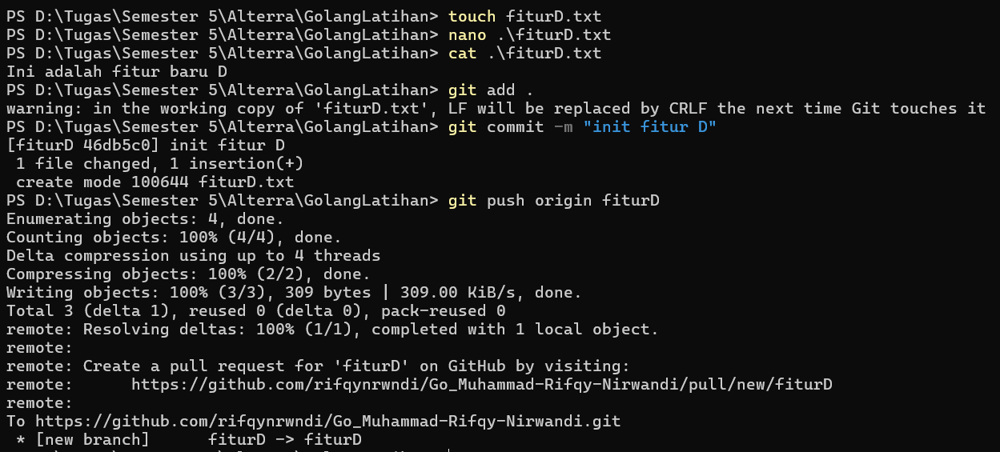 PS D:\Tugas\Semester 5\Alterra\GolangLatihan> touch fiturD.txt
PS D:\Tugas\Semester 5\Alterra\GolangLatihan> nano .\fiturD.txt
PS D:\Tugas\Semester 5\Alterra\GolangLatihan> cat .\fiturD.txt
Ini adalah fitur baru D
PS D:\Tugas\Semester 5\Alterra\GolangLatihan> git add .
warning: in the working copy of 'fiturD.txt', LF will be replaced by CRLF the next time Git touches it
PS D:\Tugas\Semester 5\Alterra\GolangLatihan> git commit -m "init fitur D"
[fiturD 46db5c0] init fitur D
 1 file changed, 1 insertion(+)
 create mode 100644 fiturD.txt
PS D:\Tugas\Semester 5\Alterra\GolangLatihan> git push origin fiturD
Enumerating objects: 4, done.
Counting objects: 100% (4/4), done.
Delta compression using up to 4 threads
Compressing objects: 100% (2/2), done.
Writing objects: 100% (3/3), 309 bytes | 309.00 KiB/s, done.
Total 3 (delta 1), reused 0 (delta 0), pack-reused 0
remote: Resolving deltas: 100% (1/1), completed with 1 local object.
remote:
remote: Create a pull request for 'fiturD' on GitHub by visiting:
remote:      https://github.com/rifqynrwndi/Go_Muhammad-Rifqy-Nirwandi/pull/new/fiturD
remote:
To https://github.com/rifqynrwndi/Go_Muhammad-Rifqy-Nirwandi.git
 * [new branch]      fiturD -> fiturD